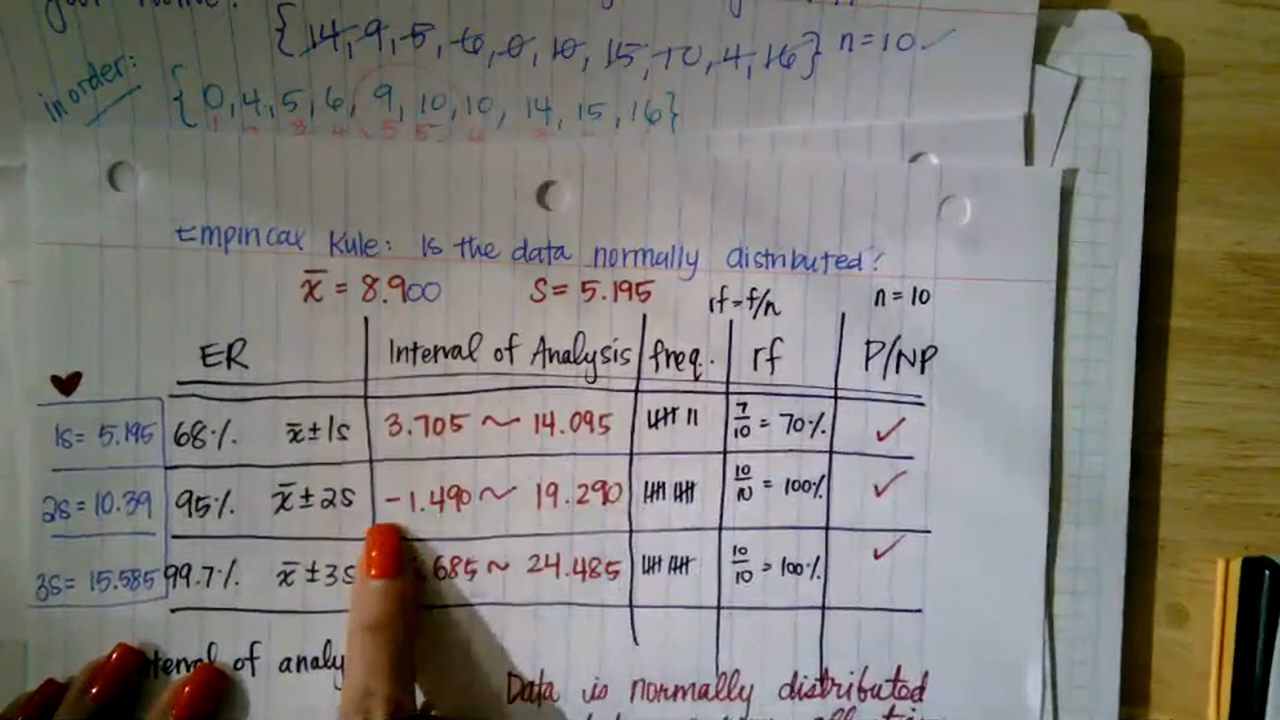 {14, 9, 5, 6, 0, 10, 15, 10, 4, 16} n=10 ✓
in order:
{0, 4, 5, 6, 9, 10, 10, 14, 15, 16}
Empirical Rule: Is the data normally distributed?
x̄ = 8.900 S = 5.195 rf = f/n n = 10
ER Interval of Analysis freq. rf P/NP
1s = 5.195 68% x̄ ± 1s 3.705 ~ 14.095 |||| || 7/10 = 70% ✓
2s = 10.39 95% x̄ ± 2s -1.490 ~ 19.290 |||| |||| 10/10 = 100% ✓
3s = 15.585 99.7% x̄ ± 3s 685 ~ 24.485 |||| |||| 10/10 = 100% ✓
of
Data is normally distributed